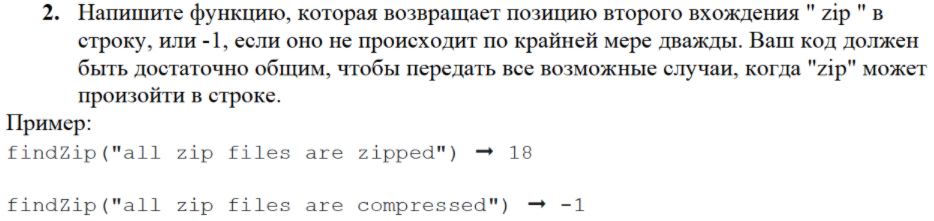 2. Напишите функцию, которая возвращает позицию второго вхождения " zip " в
строку, или -1, если оно не происходит по крайней мере дважды. Ваш код должен
быть достаточно общим, чтобы передать все возможные случаи, когда "zip" может
произойти в строке.
Пример:
findZip("all zip files are zipped") ➞ 18
findZip("all zip files are compressed") ➞ -1